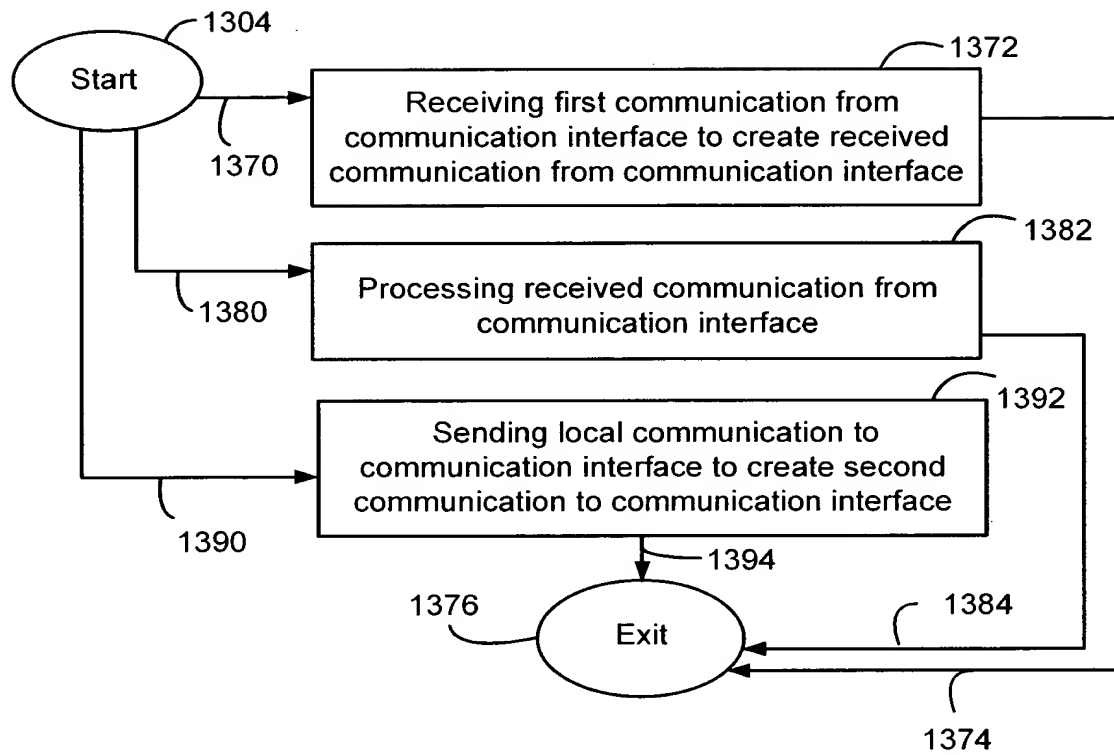 1304
Start
1370
1372
Receiving first communication from
communication interface to create received
communication from communication interface
1380
1382
Processing received communication from
communication interface
1390
1392
Sending local communication to
communication interface to create second
communication to communication interface
1394
1376
Exit
1384
1374